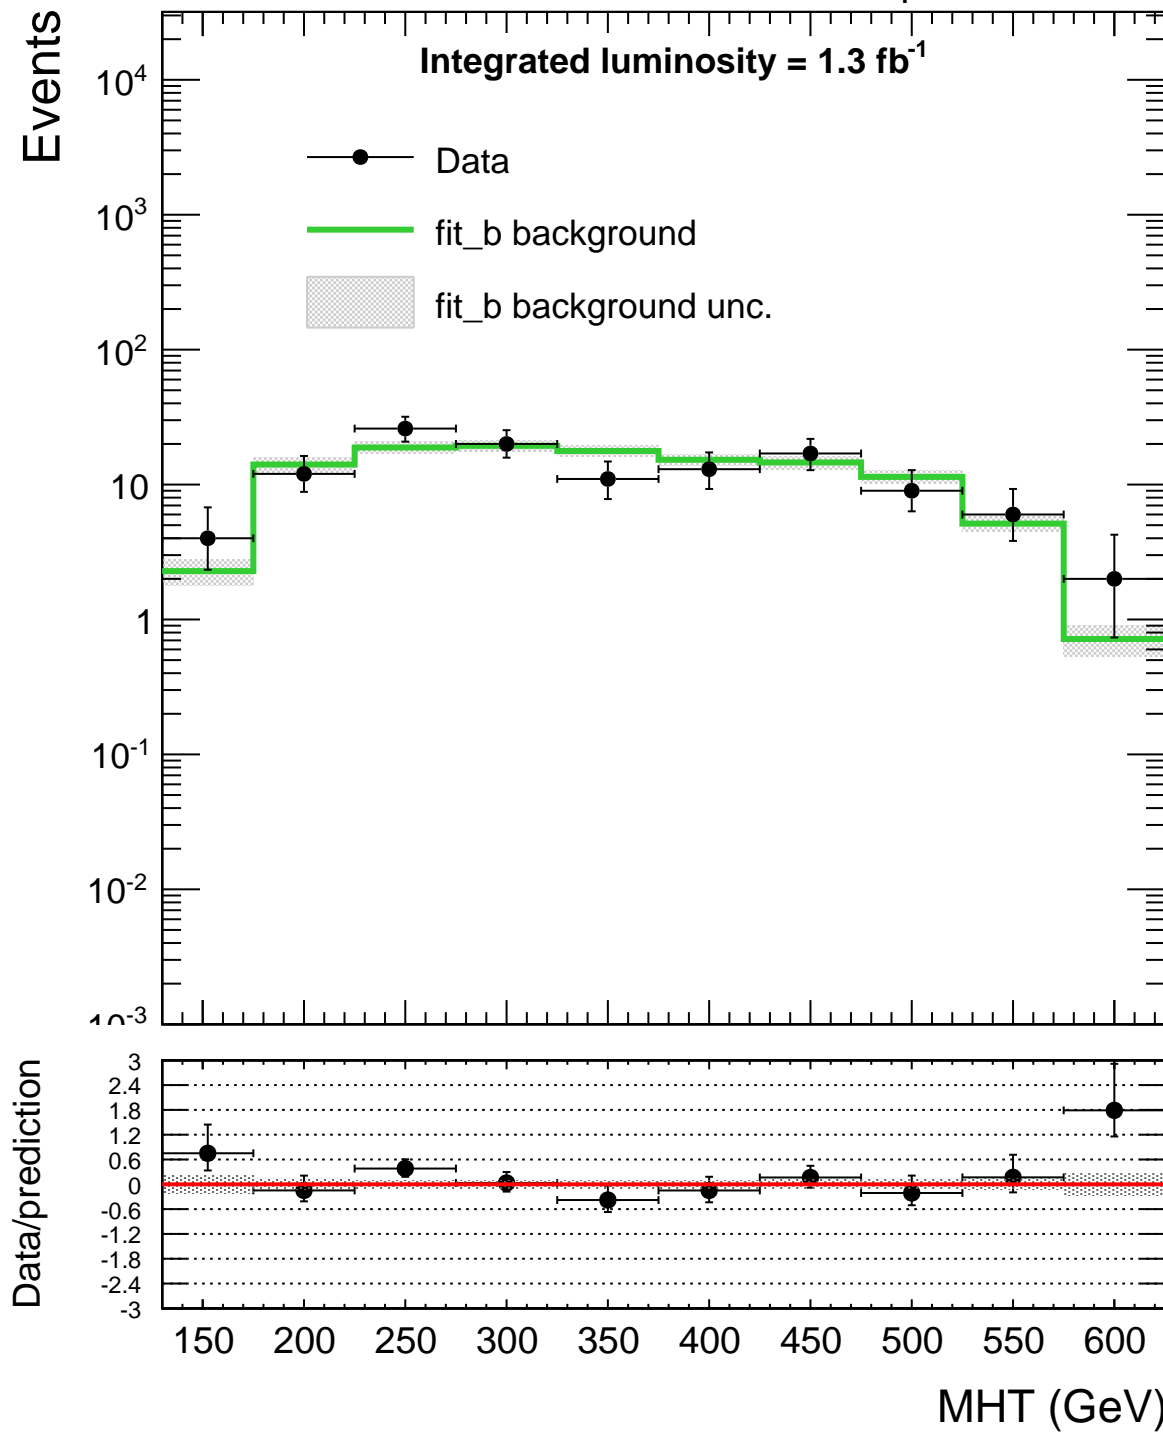 Events
Integrated luminosity = 1.3 fb⁻¹
Data
fit_b background
fit_b background unc.
10⁴
10³
10²
10
1
10⁻¹
10⁻²
10⁻³
Data/prediction
3
2.4
1.8
1.2
0.6
0
-0.6
-1.2
-1.8
-2.4
-3
150 200 250 300 350 400 450 500 550 600
MHT (GeV)